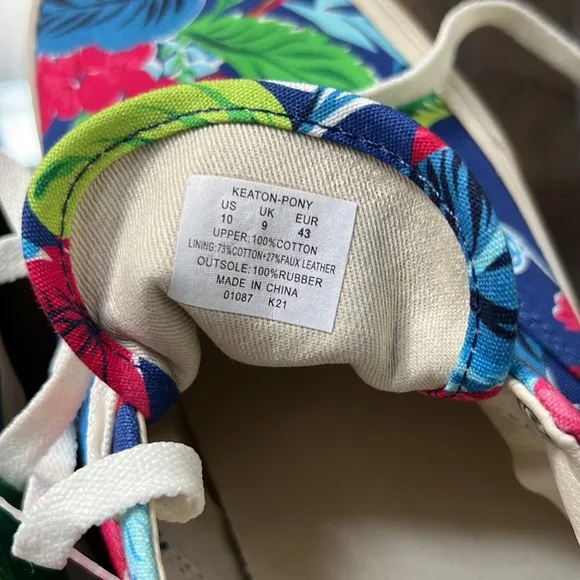 KEATON-PONY
US UK EUR
10 9 43
UPPER: 100%COTTON
LINING:73%COTTON+27%FAUX LEATHER
OUTSOLE: 100%RUBBER
MADE IN CHINA
01087 K21